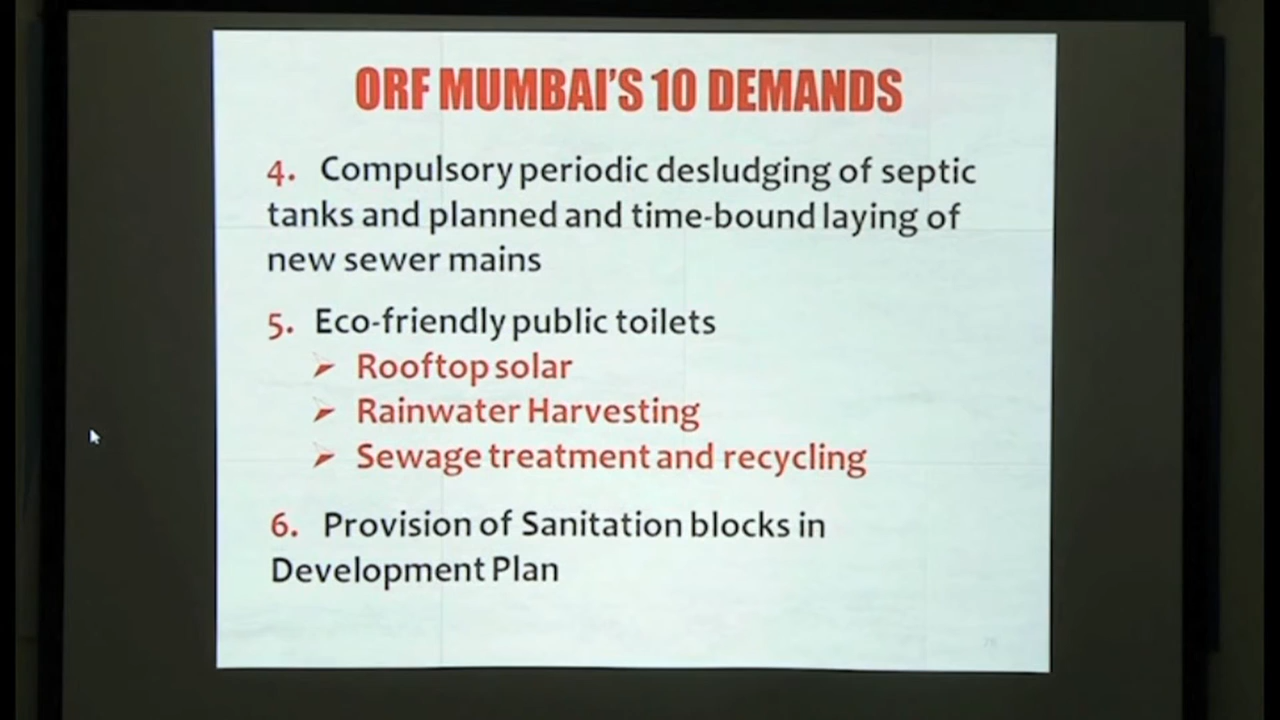 ORF MUMBAI'S 10 DEMANDS
4. Compulsory periodic desludging of septic
tanks and planned and time-bound laying of
new sewer mains
5. Eco-friendly public toilets
Rooftop solar
Rainwater Harvesting
Sewage treatment and recycling
6. Provision of Sanitation blocks in
Development Plan